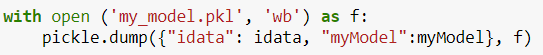 with open ('my_model.pkl', 'wb') as f:
    pickle.dump({"idata": idata, "myModel":myModel}, f)